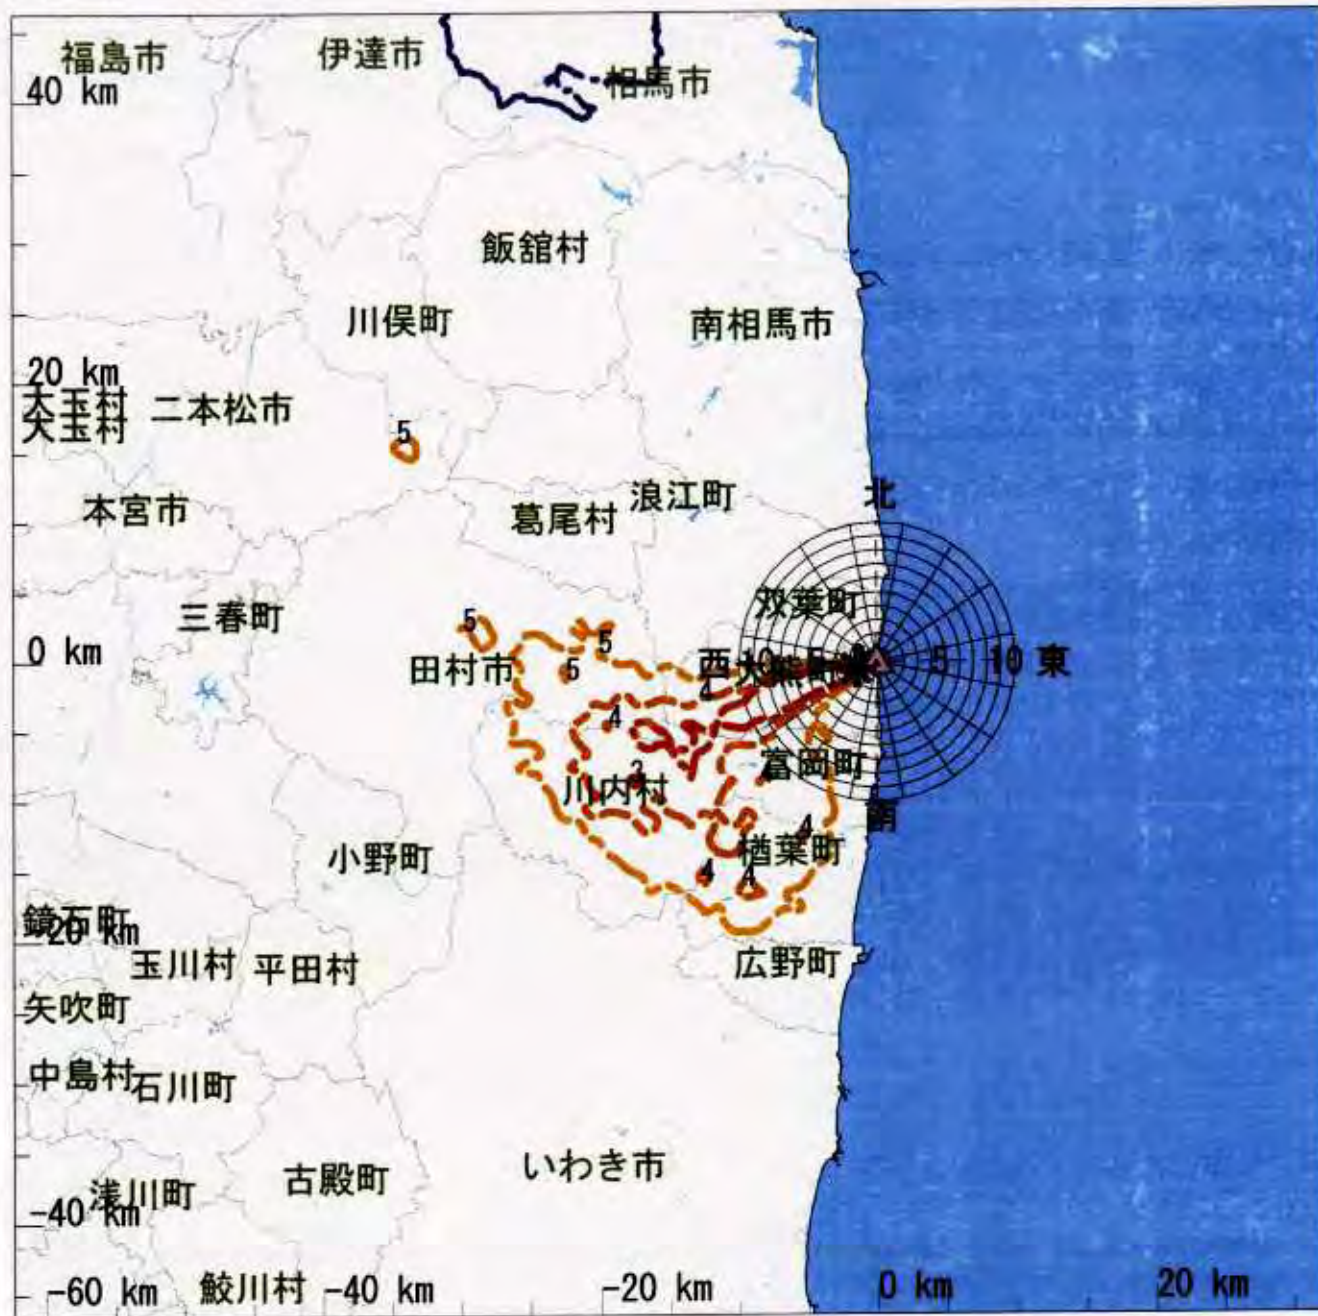 福島市
伊達市
相馬市
40 km
飯舘村
川俣町
南相馬市
20 km
大玉村
二本松市
大玉村
5
本宮市
葛尾村
浪江町
北
三春町
双葉町
5
5
0 km
田村市
5
西
10
5
大熊町
5
10
東
4
4
富岡町
川内村
南
4
小野町
楢葉町
4
4
鏡石町
-20 km
玉川村
平田村
広野町
矢吹町
中島村
石川町
いわき市
古殿町
浅川町
-40 km
-60 km
鮫川村
-40 km
-20 km
0 km
20 km